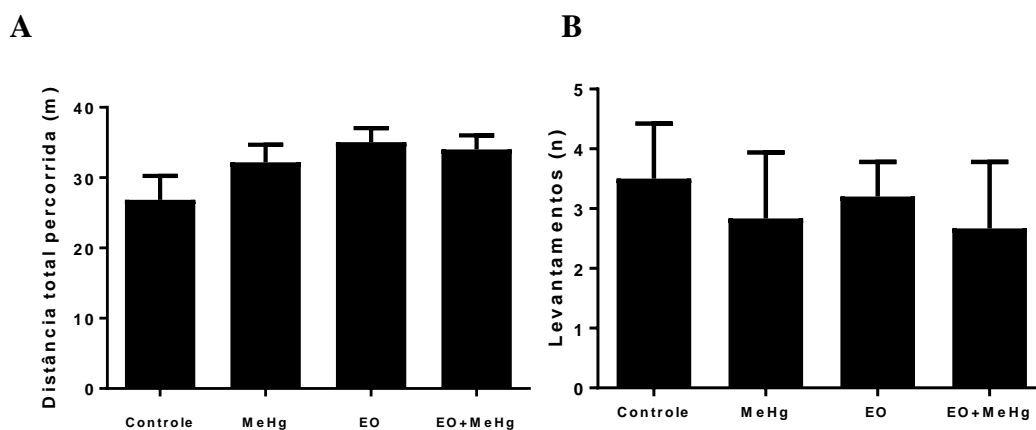 A
Distância total percorrida (m)
40
30
20
10
0
Controle MeHg EO EO+MeHg
B
Levantamentos (n)
5
4
3
2
1
0
Controle MeHg EO EO+MeHg